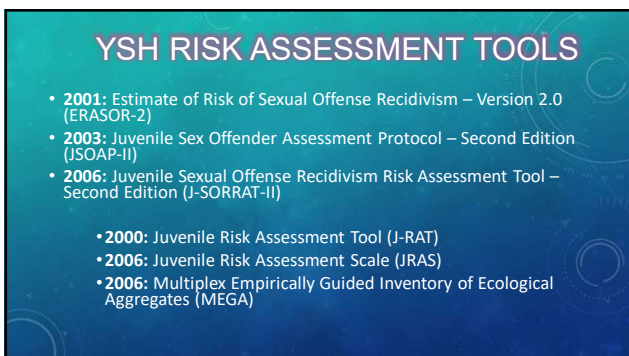 YSH RISK ASSESSMENT TOOLS
• 2001: Estimate of Risk of Sexual Offense Recidivism – Version 2.0
(ERASOR-2)
• 2003: Juvenile Sex Offender Assessment Protocol – Second Edition
(JSOAP-II)
• 2006: Juvenile Sexual Offense Recidivism Risk Assessment Tool –
Second Edition (J-SORRAT-II)
•2000: Juvenile Risk Assessment Tool (J-RAT)
•2006: Juvenile Risk Assessment Scale (JRAS)
•2006: Multiplex Empirically Guided Inventory of Ecological
Aggregates (MEGA)